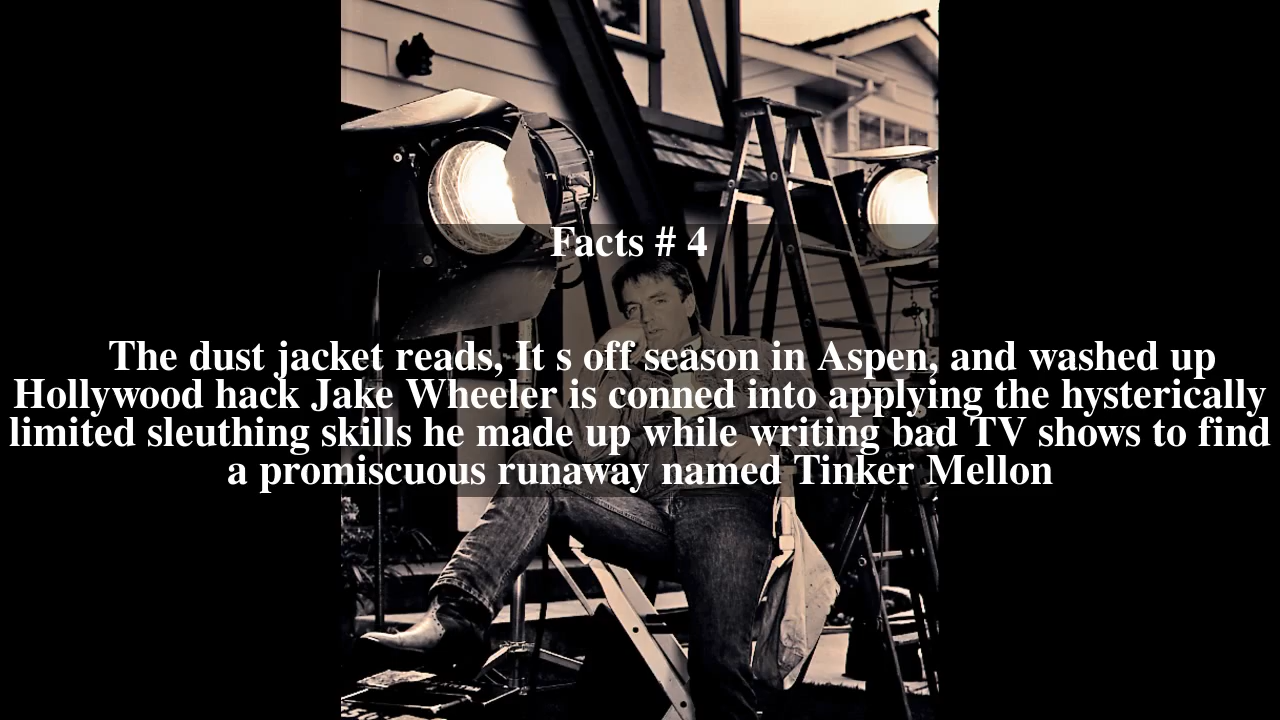 Facts # 4
The dust jacket reads, It s off season in Aspen, and washed up
Hollywood hack Jake Wheeler is conned into applying the hysterically
limited sleuthing skills he made up while writing bad TV shows to find
a promiscuous runaway named Tinker Mellon